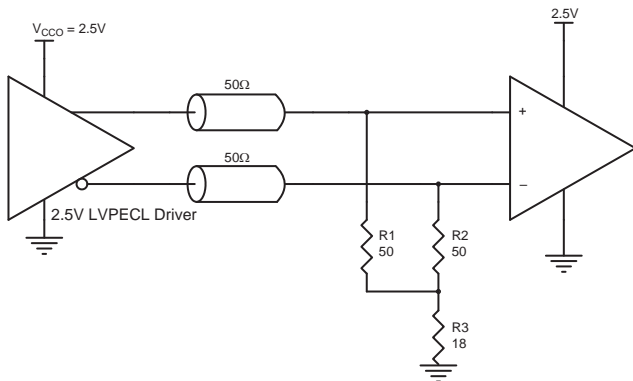 V_CCO = 2.5V
2.5V
50Ω
50Ω
+
−
2.5V LVPECL Driver
R1
50
R2
50
R3
18